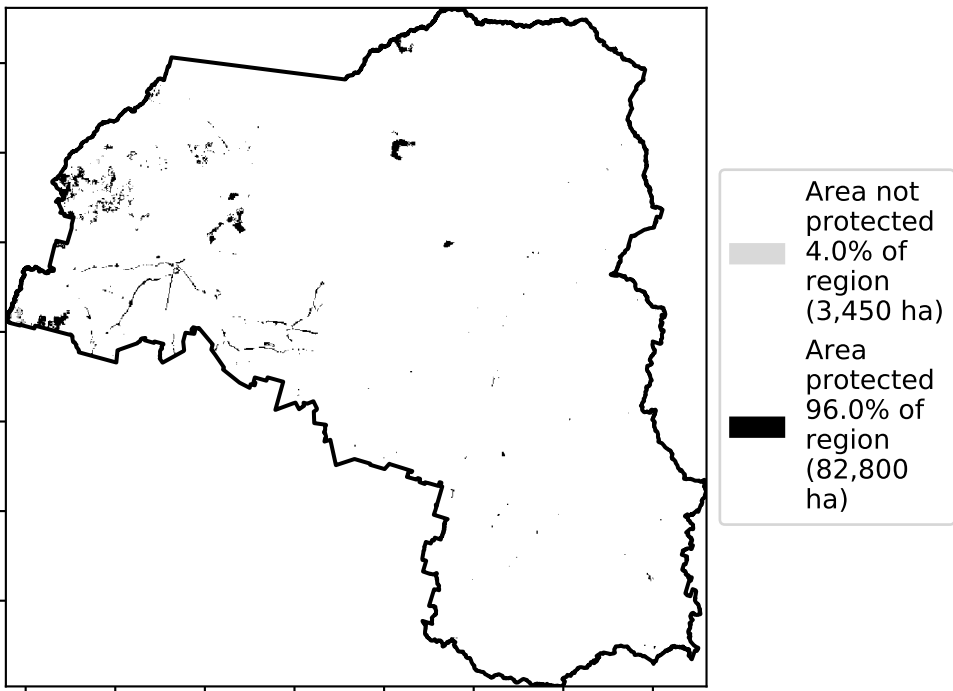 Area not
protected
4.0% of
region
(3,450 ha)
Area
protected
96.0% of
region
(82,800
ha)